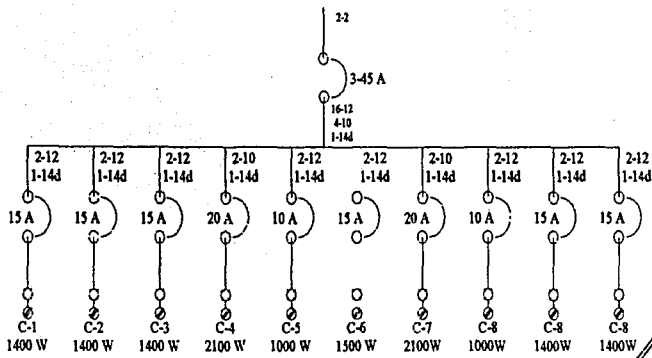 2-2
3-45 A
16-12
4-10
1-14d
2-12 2-12 2-12 2-10 2-12 2-12 2-10 2-12 2-12 2-12
1-14d 1-14d 1-14d 1-14d 1-14d 1-14d 1-14d 1-14d 1-14d 1-14d
15 A 15 A 15 A 20 A 10 A 15 A 20 A 10 A 15 A 15 A
C-1 C-2 C-3 C-4 C-5 C-6 C-7 C-8 C-8 C-8
1400 W 1400 W 1400 W 2100 W 1000 W 1500 W 2100W 1000W 1400W 1400W